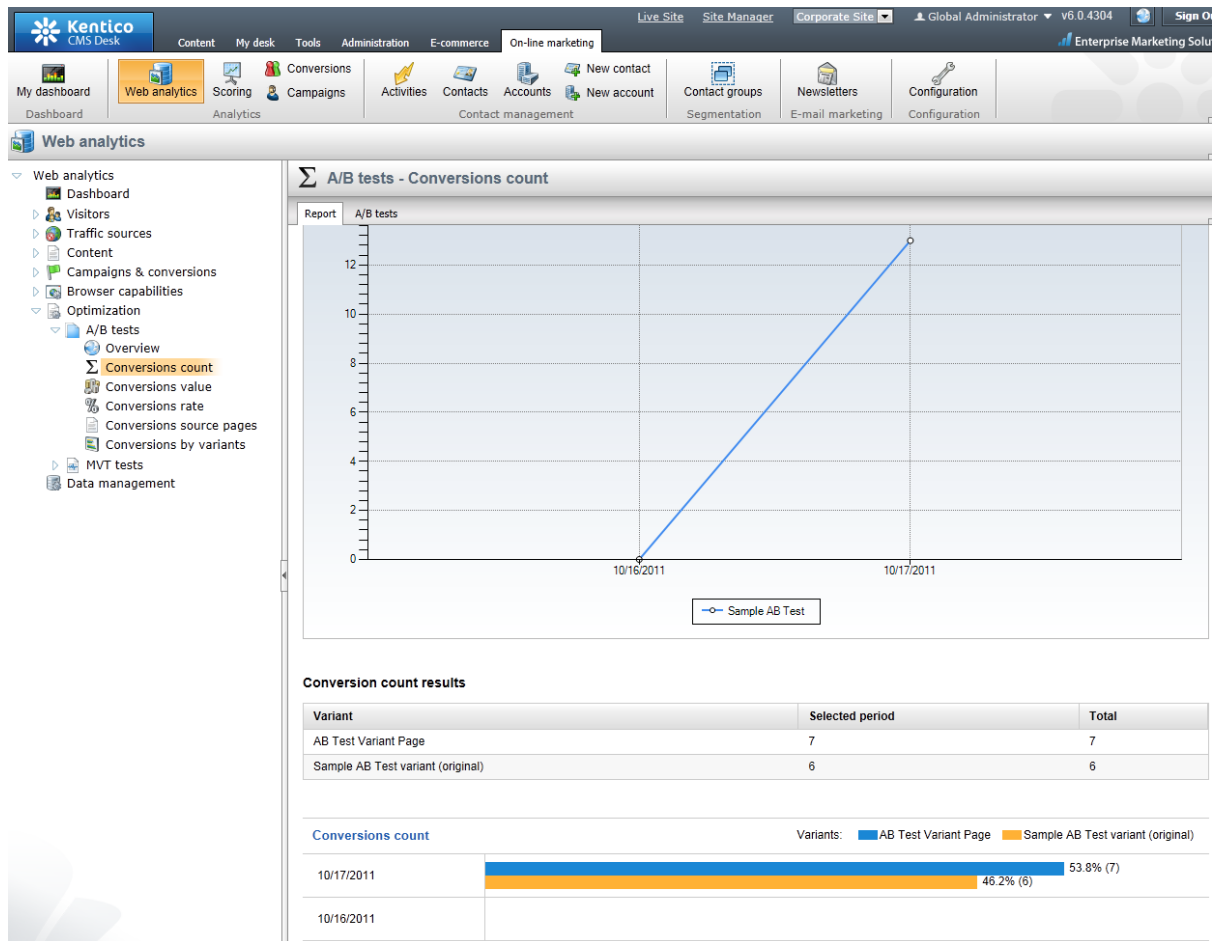 Kentico
CMS Desk
Live Site Site Manager Corporate Site Global Administrator v6.0.4304 Sign
Content My desk Tools Administration E-commerce On-line marketing
Enterprise Marketing
My dashboard
Dashboard
Web analytics Scoring
Conversions
Campaigns
Analytics
Activities Contacts Accounts
New contact
New account
Contact management
Contact groups
Segmentation
Newsletters
E-mail marketing
Configuration
Configuration
Web analytics
Web analytics
Dashboard
Visitors
Traffic sources
Content
Campaigns & conversions
Browser capabilities
Optimization
A/B tests
Overview
Σ Conversions count
Conversions value
% Conversions rate
Conversions source pages
Conversions by variants
MVT tests
Data management
Σ A/B tests - Conversions count
Report A/B tests
12
10
8
6
4
2
0
10/16/2011 10/17/2011
Sample AB Test
Conversion count results
Variant Selected period Total
AB Test Variant Page 7 7
Sample AB Test variant (original) 6 6
Conversions count Variants: AB Test Variant Page Sample AB Test variant (original)
10/17/2011
53.8% (7)
46.2% (6)
10/16/2011